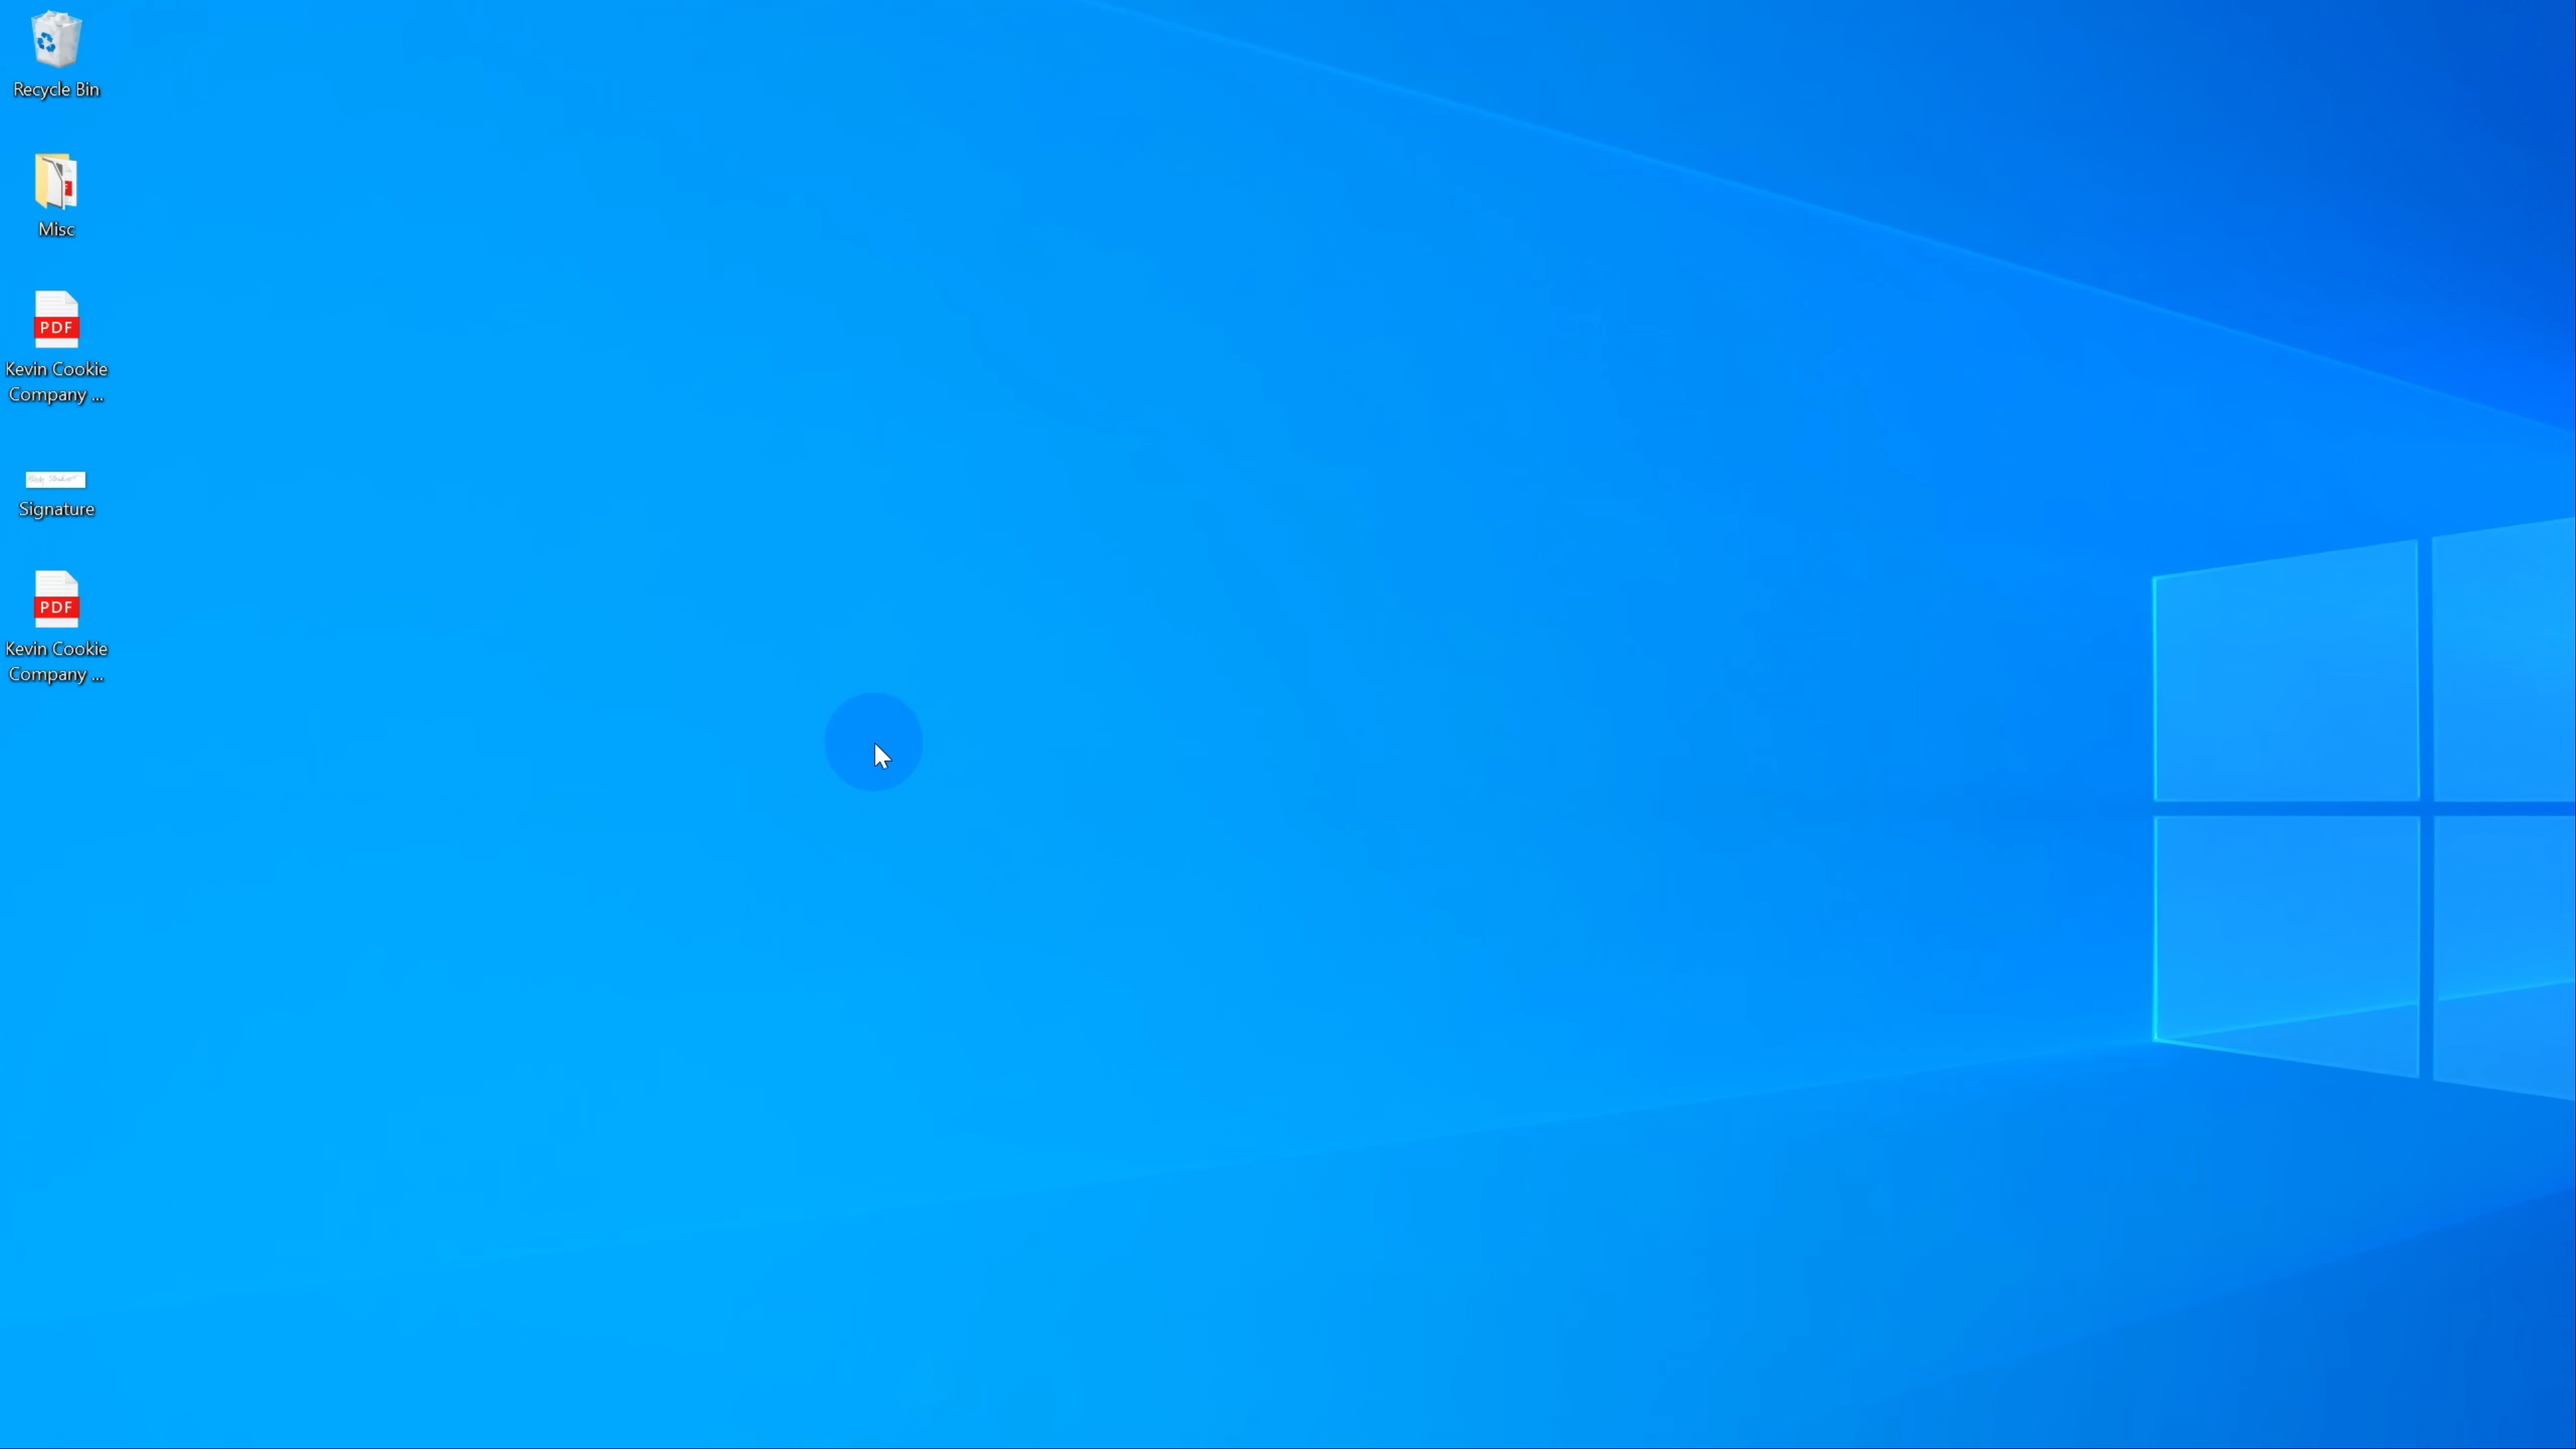 Recycle Bin
Misc
PDF
Kevin Cookie
Company ...
Signature
PDF
Kevin Cookie
Company ...